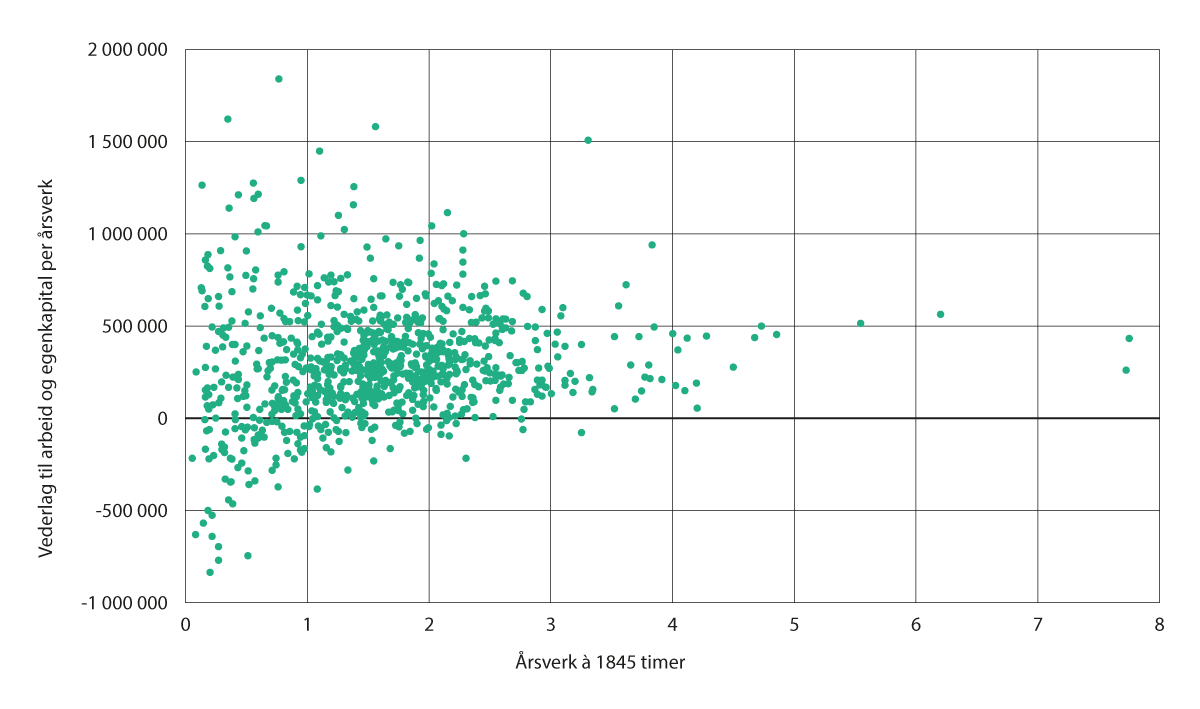 2 000 000
1 500 000
1 000 000
500 000
0
-500 000
-1 000 000
Vederlag til arbeid og egenkapital per årsverk
0 1 2 3 4 5 6 7 8
Årsverk à 1845 timer